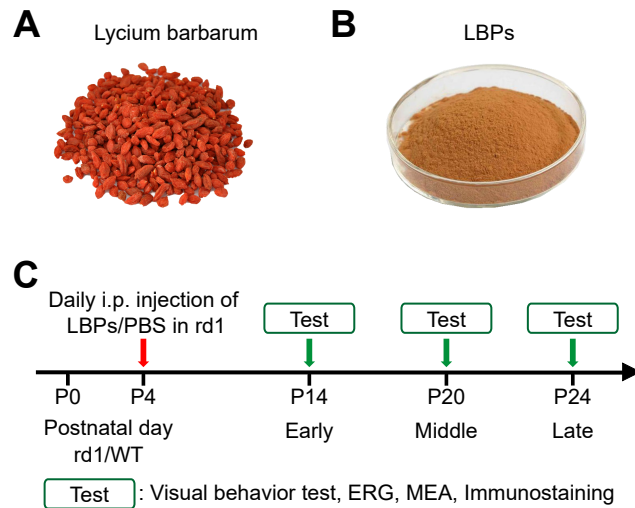 A
Lycium barbarum
B
LBPs
C
Daily i.p. injection of
LBPs/PBS in rd1
Test
Test
Test
P0
P4
P14
P20
P24
Postnatal day
rd1/WT
Early
Middle
Late
Test : Visual behavior test, ERG, MEA, Immunostaining